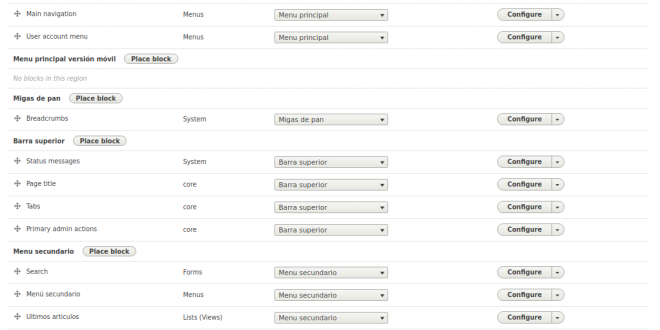 Main navigation Menus Menu principal Configure
User account menu Menus Menu principal Configure
Menu principal versión móvil Place block
No blocks in this region
Migas de pan Place block
Breadcrumbs System Migas de pan Configure
Barra superior Place block
Status messages System Barra superior Configure
Page title core Barra superior Configure
Tabs core Barra superior Configure
Primary admin actions core Barra superior Configure
Menu secundario Place block
Search Forms Menu secundario Configure
Menú secundario Menus Menu secundario Configure
Ultimos articulos Lists (Views) Menu secundario Configure